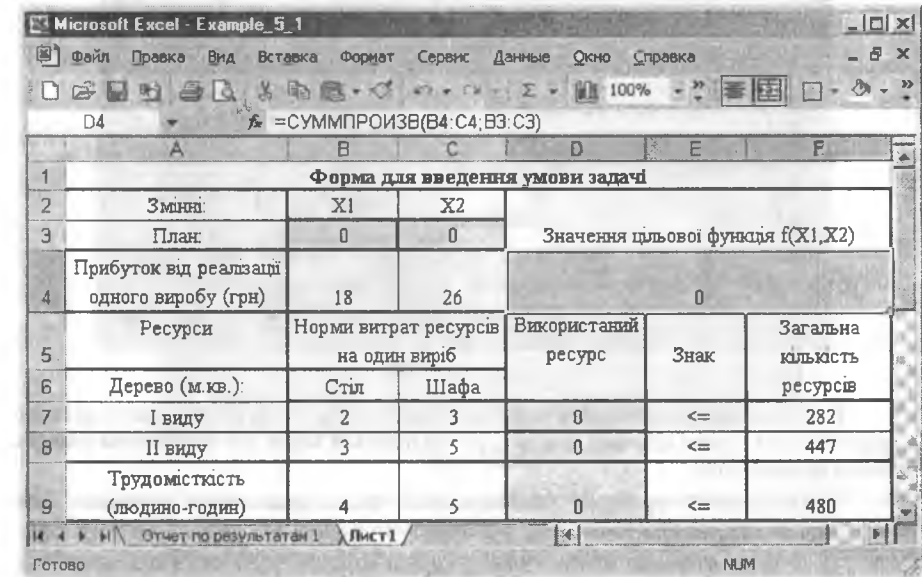 Microsoft Excel - Example_5_1
Файл Правка Вид Вставка Формат Сервис Данные Окно Справка
100%
D4 fx =СУММПРОИЗВ(B4:C4;B3:C3)
A B C D E F
1 Форма для введення умови задачі
2 Змінні: X1 X2
3 План: 0 0 Значення цільової функція f(X1,X2)
Прибуток від реалізації
4 одного виробу (грн) 18 26 0
Ресурси Норми витрат ресурсів Використаний Загальна
5 на один виріб ресурс Знак кількість
6 Дерево (м.кв.): Стіл Шафа ресурсів
7 І виду 2 3 0 <= 282
8 ІІ виду 3 5 0 <= 447
Трудомісткість
9 (людино-годин) 4 5 0 <= 480
Отчет по результатам 1 Лист1
Готово NUM